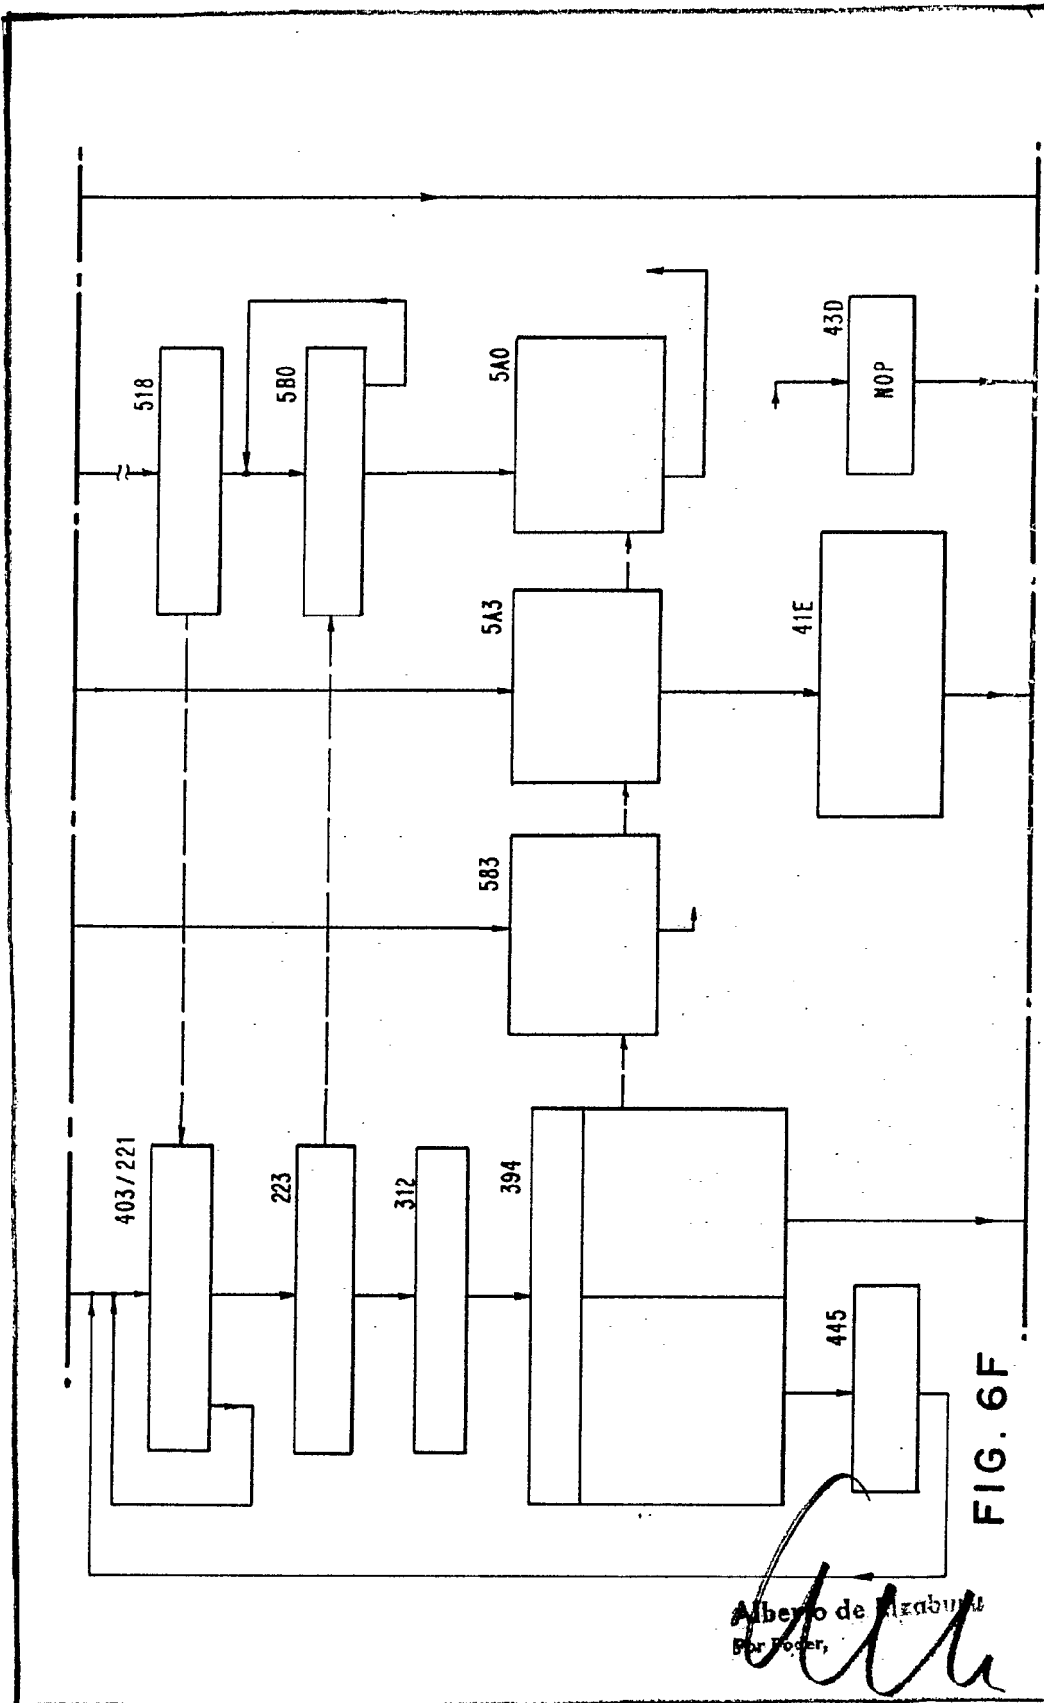 403/221
223
312
394
445
583
5A3
41E
518
5B0
5A0
43D
NOP
FIG. 6F
Alberto de Elzaburu
Por Poder,